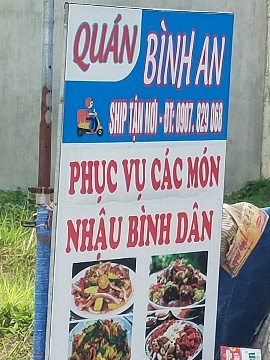 QUÁN
BÌNH AN
SHIP TẬN NƠI - ĐT: 0907. 829 068
PHỤC VỤ CÁC MÓN
NHẬU BÌNH DÂN